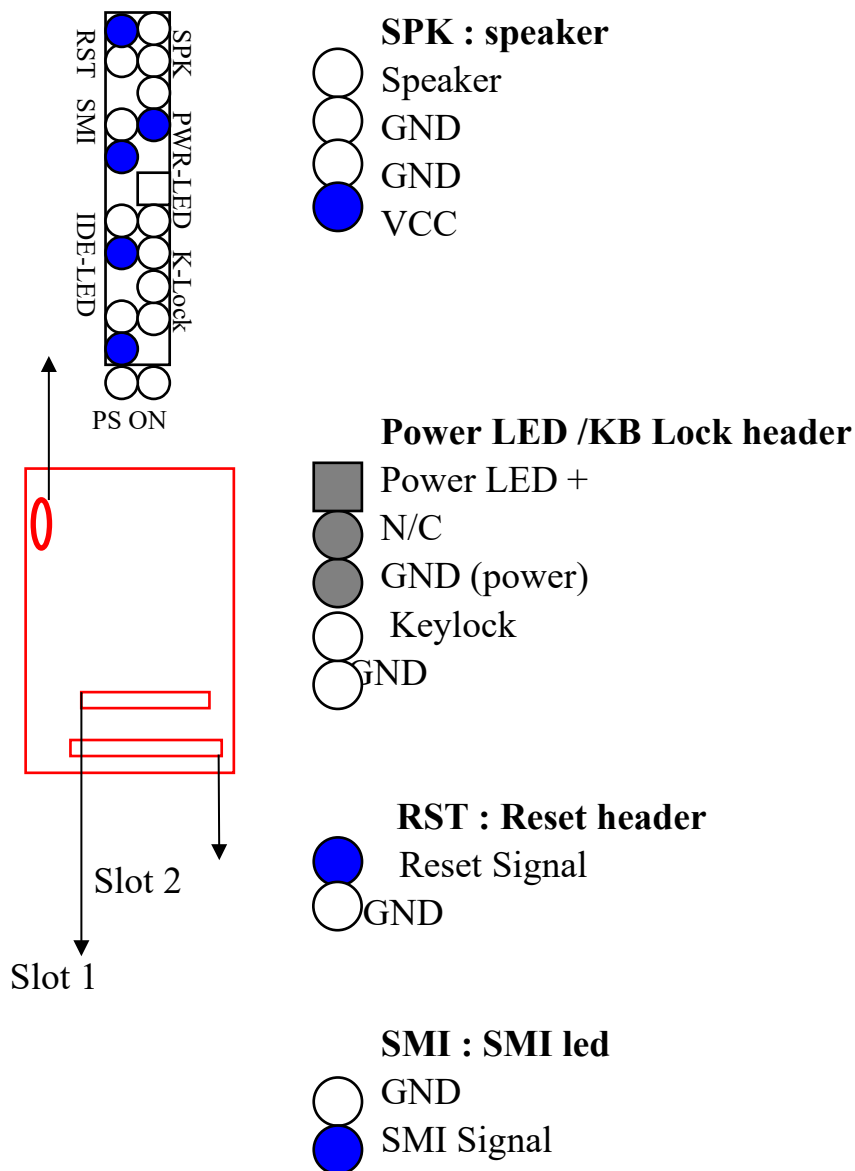 RST
SMI
IDE-LED
SPK
PWR-LED
K-Lock
PS ON
SPK : speaker
Speaker
GND
GND
VCC
Power LED /KB Lock header
Power LED +
N/C
GND (power)
Keylock
GND
Slot 2
Slot 1
RST : Reset header
Reset Signal
GND
SMI : SMI led
GND
SMI Signal